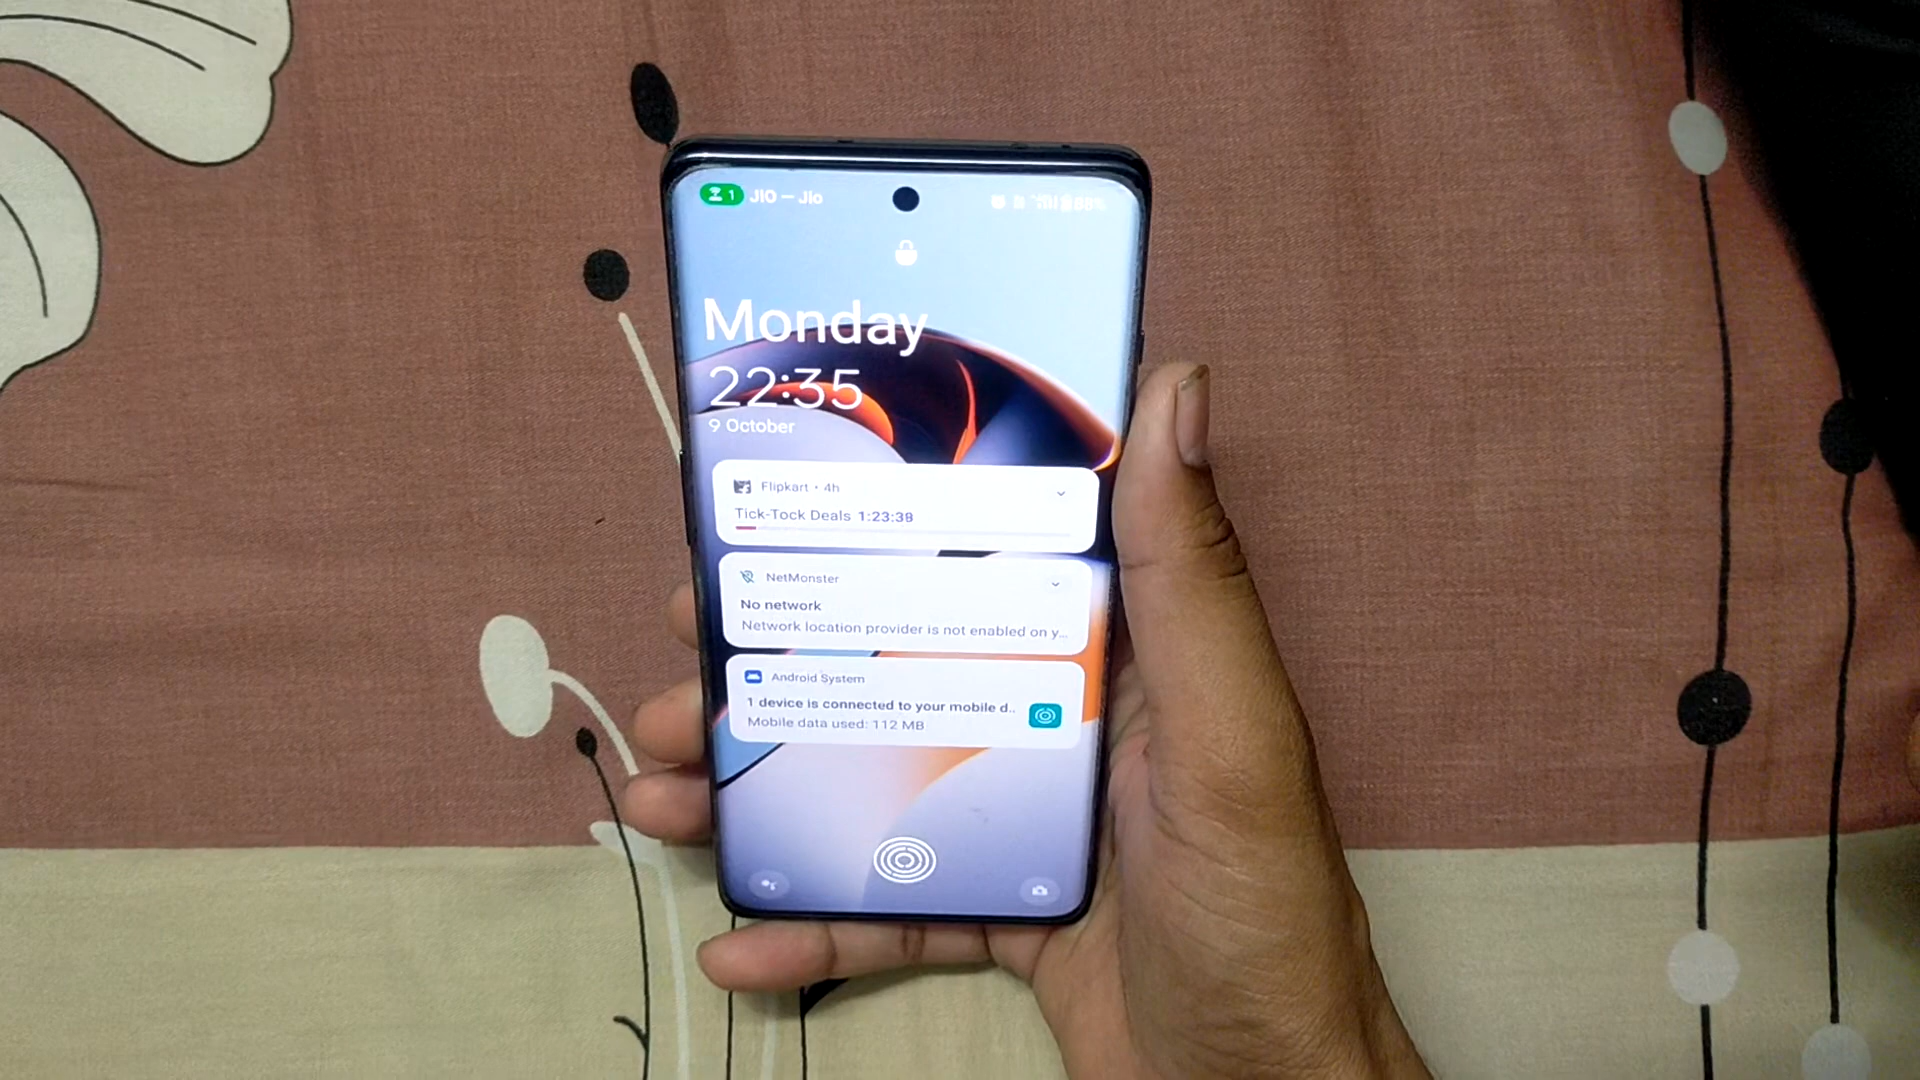 1 JIO — Jio
Monday
22:35
9 October
Flipkart • 4h
Tick-Tock Deals 1:23:38
NetMonster
No network
Network location provider is not enabled on y...
Android System
1 device is connected to your mobile d..
Mobile data used: 112 MB